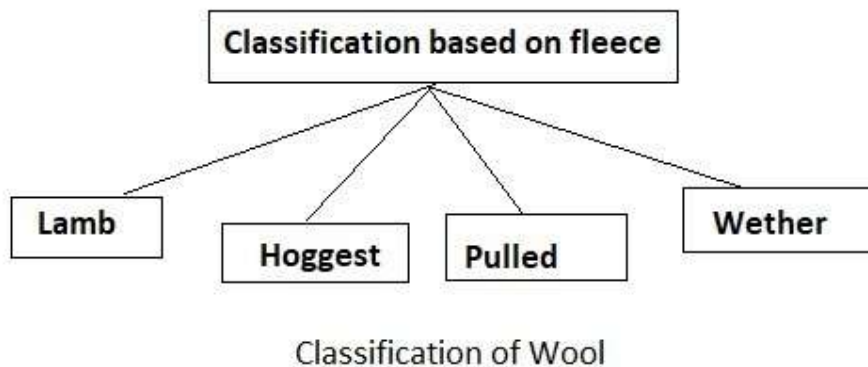 Classification based on fleece
Lamb
Hoggest
Pulled
Wether
Classification of Wool